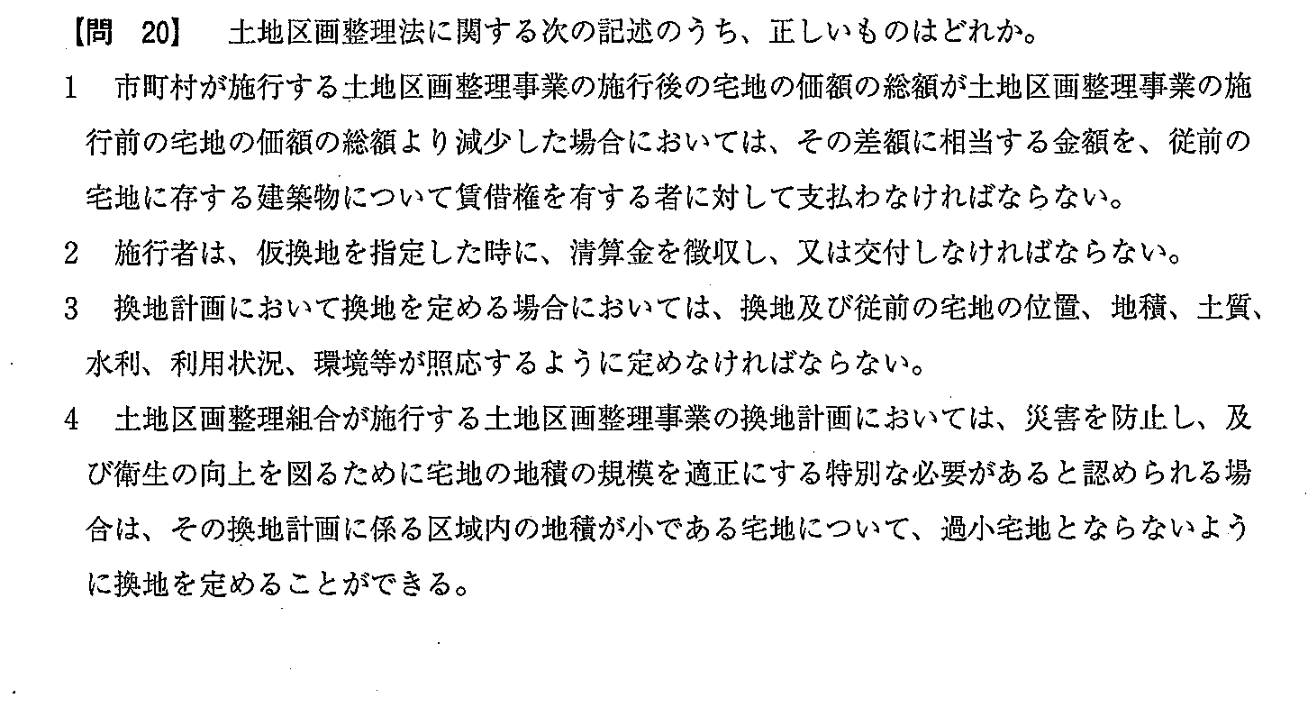 【問 20】 土地区画整理法に関する次の記述のうち、正しいものはどれか。
1 市町村が施行する土地区画整理事業の施行後の宅地の価額の総額が土地区画整理事業の施
行前の宅地の価額の総額より減少した場合においては、その差額に相当する金額を、従前の
宅地に存する建築物について賃借権を有する者に対して支払わなければならない。
2 施行者は、仮換地を指定した時に、清算金を徴収し、又は交付しなければならない。
3 換地計画において換地を定める場合においては、換地及び従前の宅地の位置、地積、土質、
水利、利用状況、環境等が照応するように定めなければならない。
4 土地区画整理組合が施行する土地区画整理事業の換地計画においては、災害を防止し、及
び衛生の向上を図るために宅地の地積の規模を適正にする特別な必要があると認められる場
合は、その換地計画に係る区域内の地積が小である宅地について、過小宅地とならないよう
に換地を定めることができる。